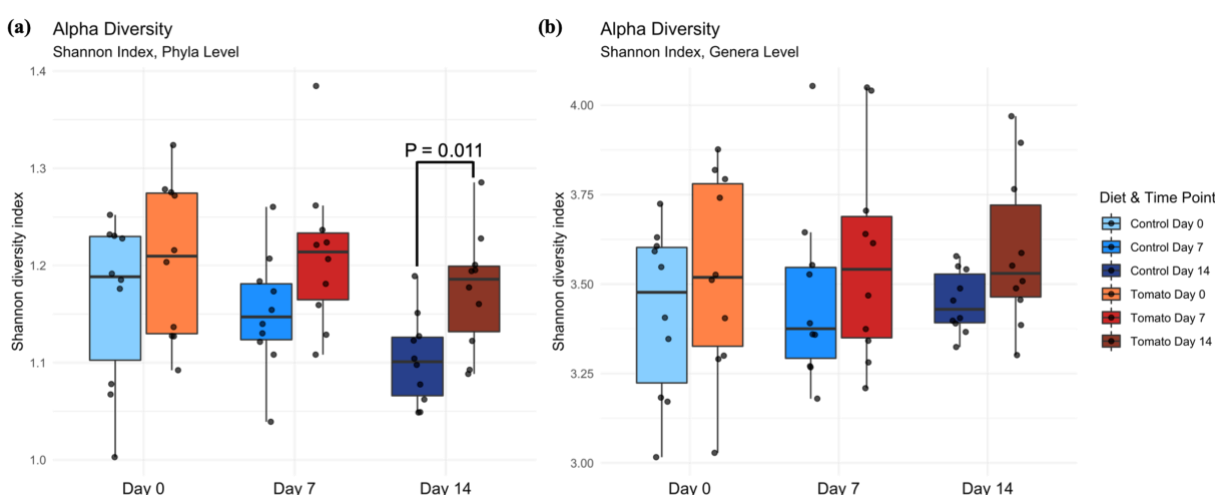 (a) Alpha Diversity
Shannon Index, Phyla Level
Shannon diversity index
1.4
1.3
1.2
1.1
1.0
P = 0.011
Day 0 Day 7 Day 14
(b) Alpha Diversity
Shannon Index, Genera Level
Shannon diversity index
4.00
3.75
3.50
3.25
3.00
Day 0 Day 7 Day 14
Diet & Time Point
Control Day 0
Control Day 7
Control Day 14
Tomato Day 0
Tomato Day 7
Tomato Day 14